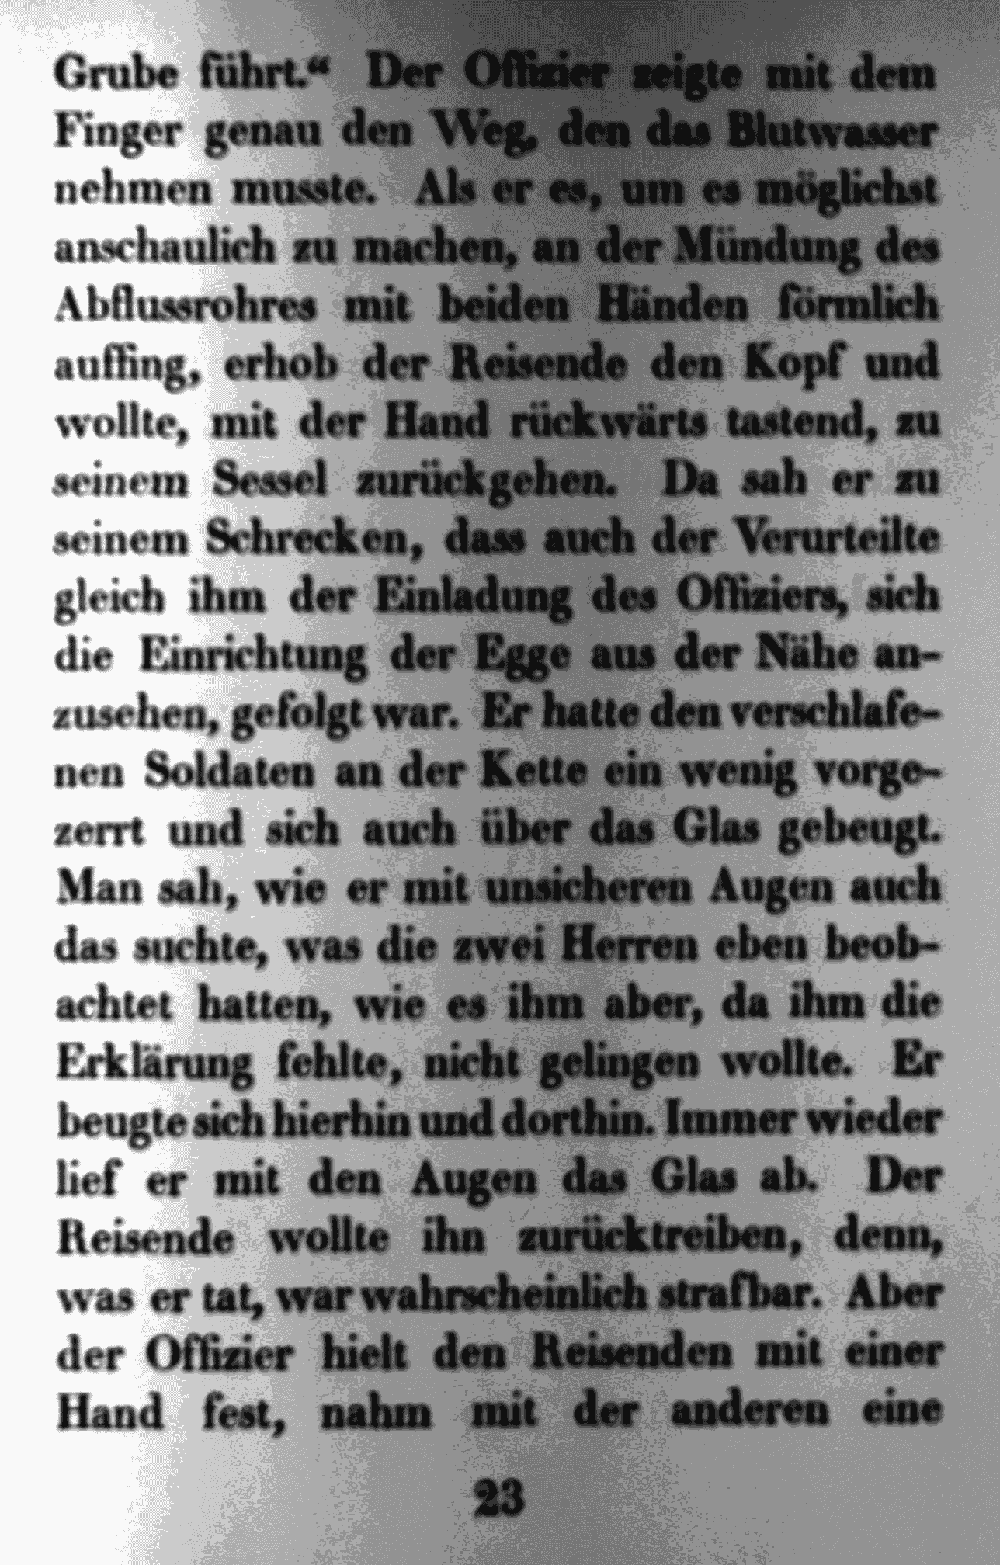 Grube führt.“ Der Offizier zeigte mit dem
Finger genau den Weg, den das Blutwasser
nehmen musste. Als er es, um es möglichst
anschaulich zu machen, an der Mündung des
Abflussrohres mit beiden Händen förmlich
auffing, erhob der Reisende den Kopf und
wollte, mit der Hand rückwärts tastend, zu
seinem Sessel zurückgehen. Da sah er zu
seinem Schrecken, dass auch der Verurteilte
gleich ihm der Einladung des Offiziers, sich
die Einrichtung der Egge aus der Nähe an-
zusehen, gefolgt war. Er hatte den verschlafe-
nen Soldaten an der Kette ein wenig vorge-
zerrt und sich auch über das Glas gebeugt.
Man sah, wie er mit unsicheren Augen auch
das suchte, was die zwei Herren eben beob-
achtet hatten, wie es ihm aber, da ihm die
Erklärung fehlte, nicht gelingen wollte. Er
beugte sich hierhin und dorthin. Immer wieder
lief er mit den Augen das Glas ab. Der
Reisende wollte ihn zurücktreiben, denn,
was er tat, war wahrscheinlich strafbar. Aber
der Offizier hielt den Reisenden mit einer
Hand fest, nahm mit der anderen eine
23